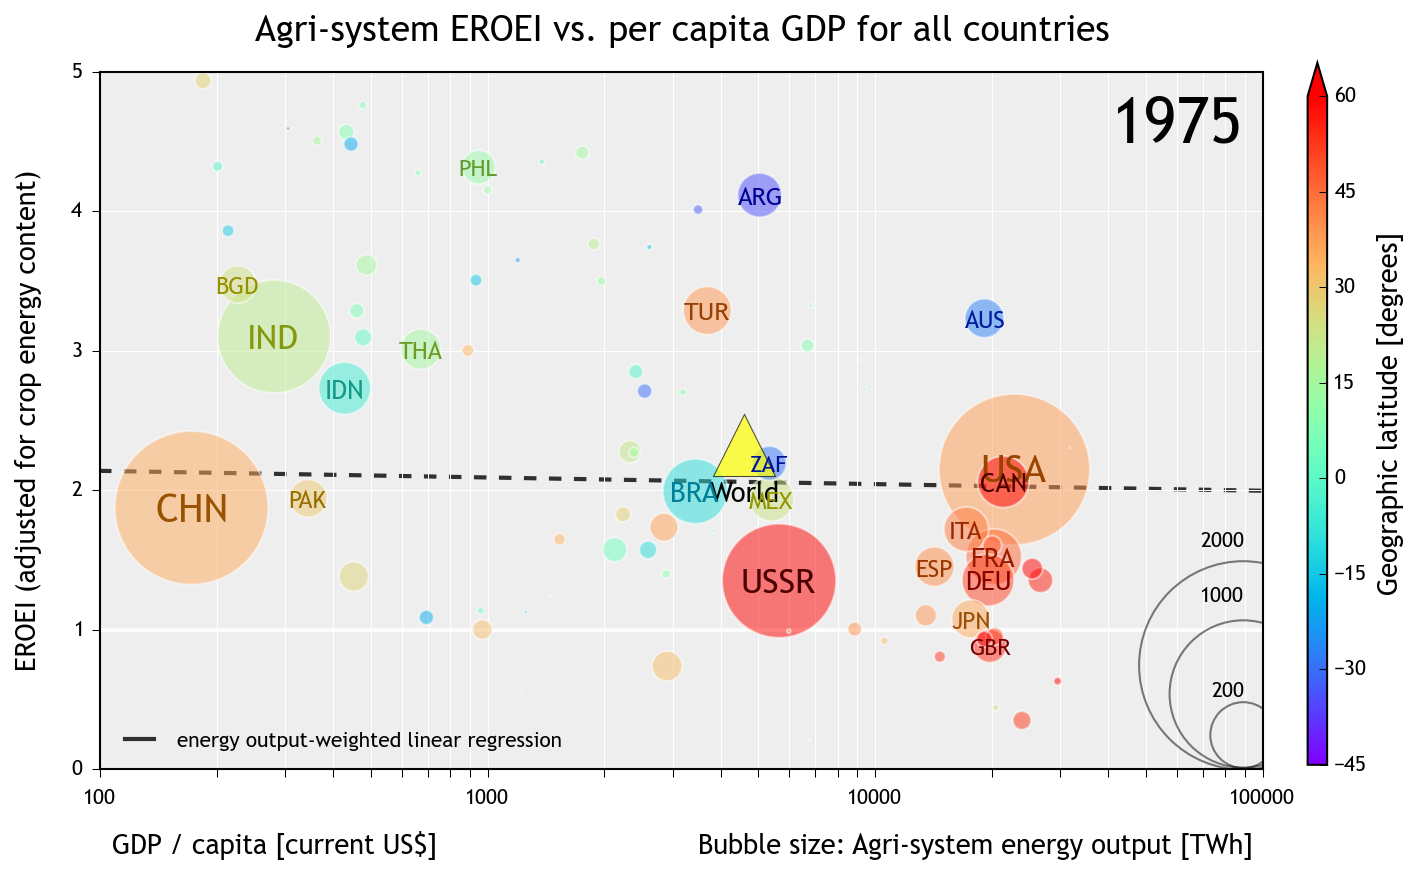 Agri-system EROEI vs. per capita GDP for all countries
EROEI (adjusted for crop energy content)
5
4
3
2
1
0
1975
PHL
ARG
BGD
IND
TUR
AUS
THA
IDN
USA
ZAF
CAN
CHN
PAK
BRA
World
MEX
ITA
FRA
ESP
DEU
USSR
JPN
GBR
2000
1000
200
energy output-weighted linear regression
100
1000
10000
100000
GDP / capita [current US$]
Bubble size: Agri-system energy output [TWh]
60
45
30
15
0
−15
−30
−45
Geographic latitude [degrees]